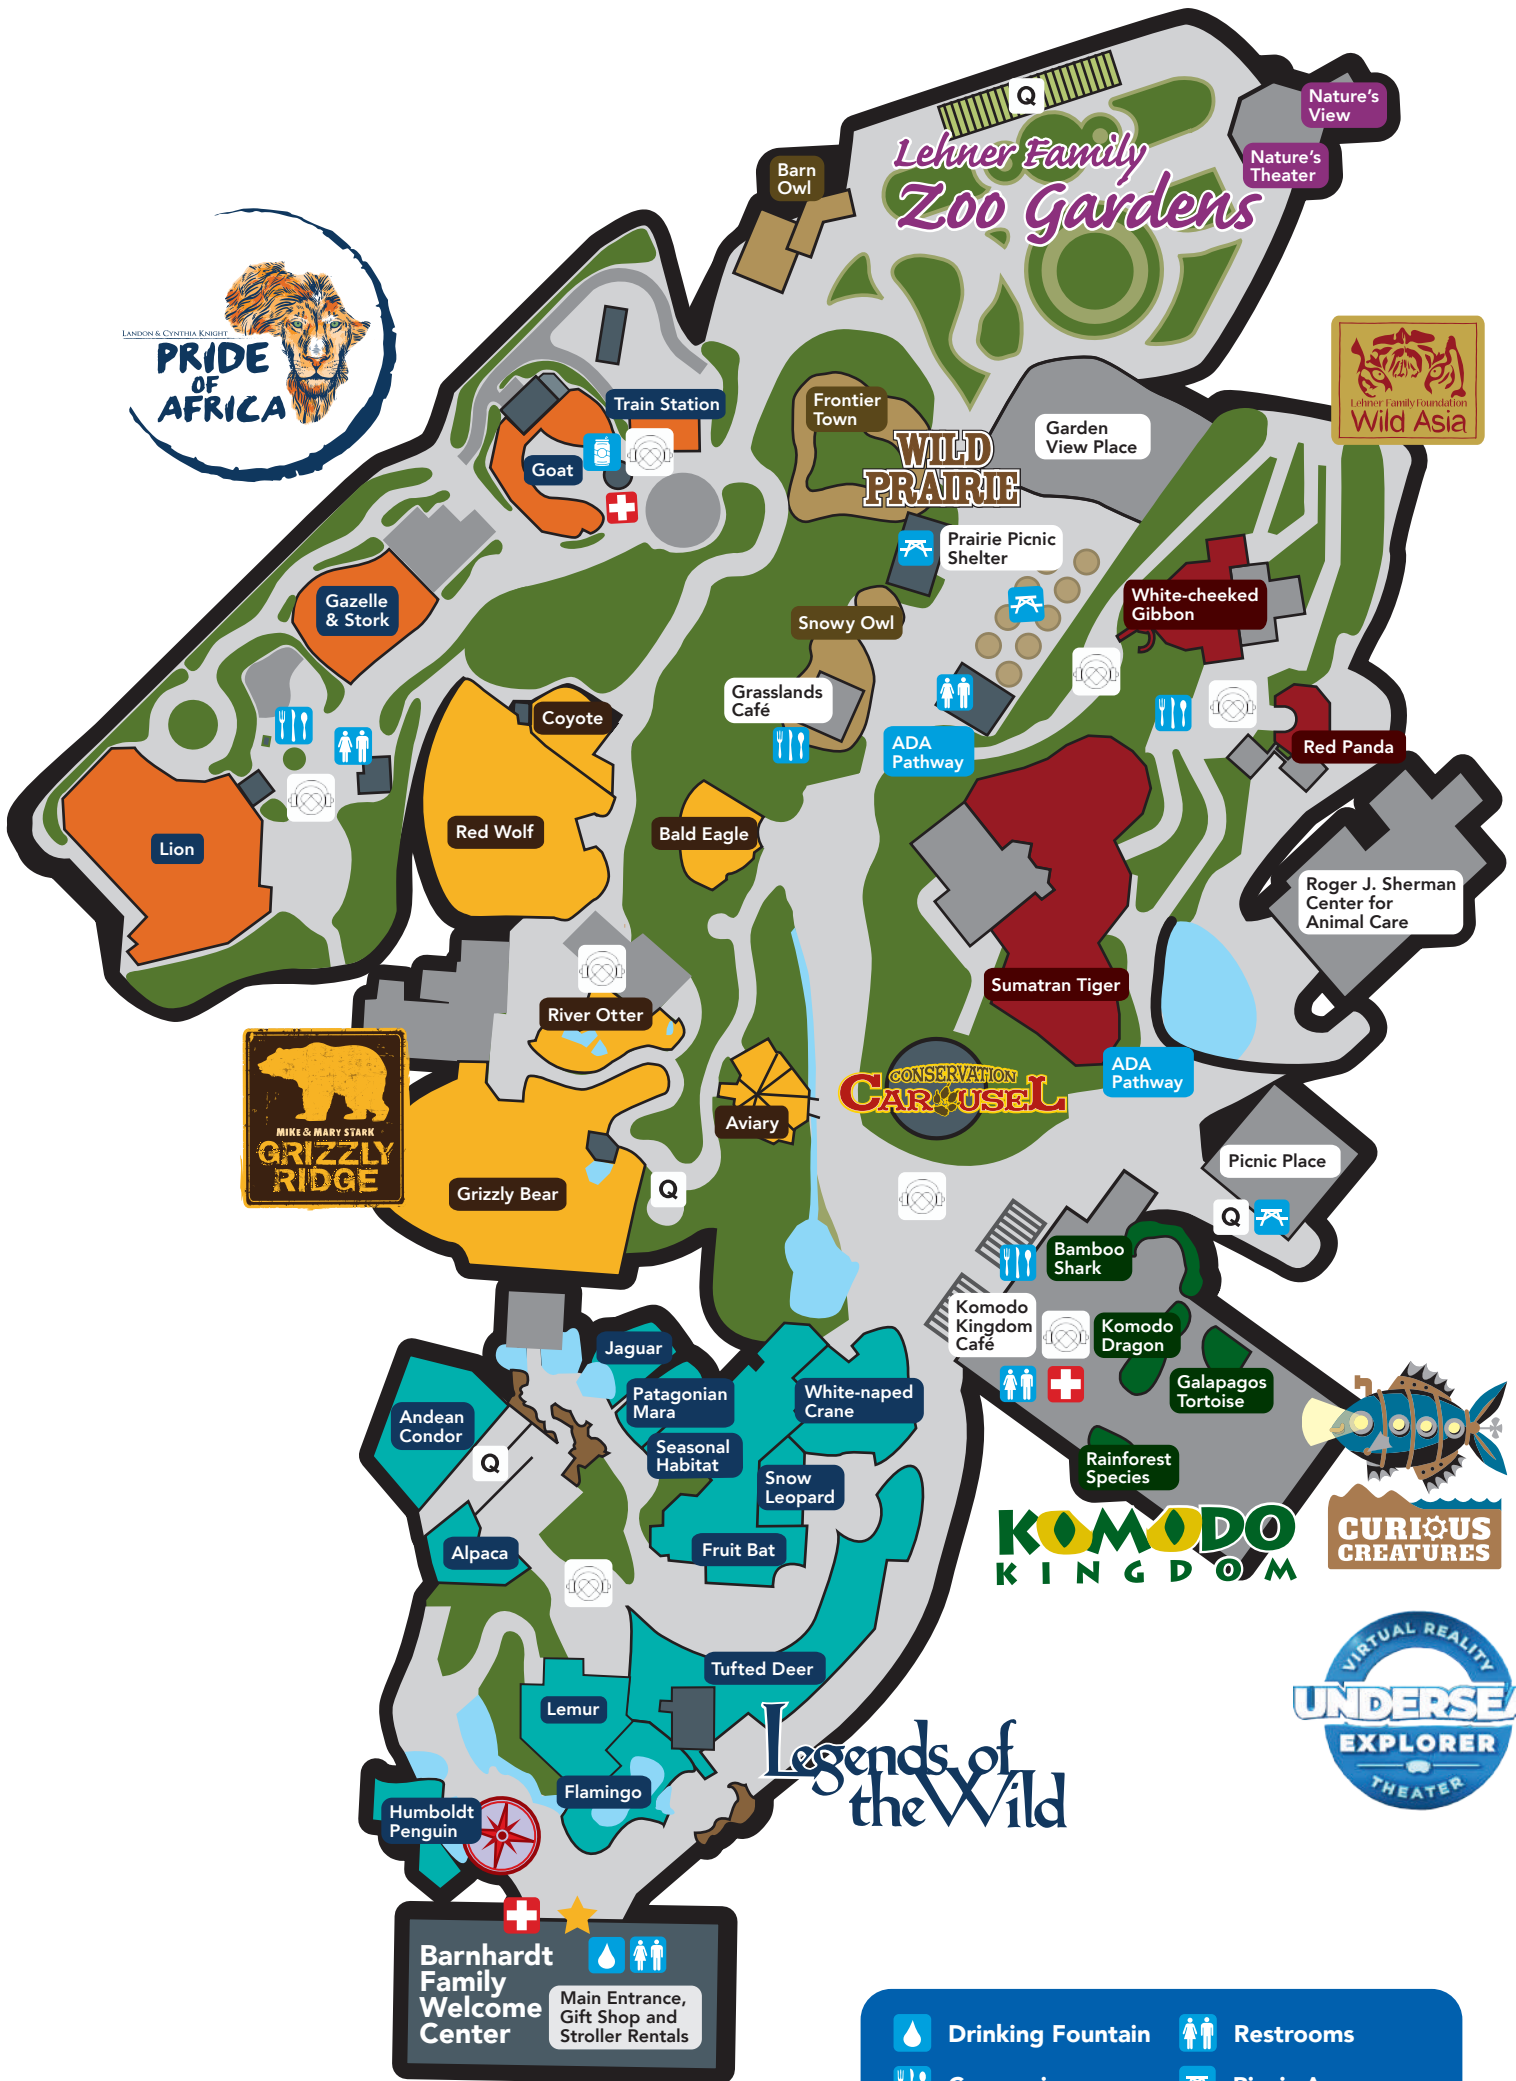 Q
Nature's
View
Lehner Family
Zoo Gardens
Nature's
Theater
Barn
Owl
LANDON & CYNTHIA KNIGHT
PRIDE
OF
AFRICA
Lehner Family Foundation
Wild Asia
Train Station
Goat
Frontier
Town
WILD
PRAIRIE
Garden
View Place
Prairie Picnic
Shelter
Gazelle
& Stork
Snowy Owl
White-cheeked
Gibbon
Coyote
Grasslands
Café
ADA
Pathway
Red Panda
Lion
Red Wolf
Bald Eagle
Roger J. Sherman
Center for
Animal Care
River Otter
Sumatran Tiger
MIKE & MARY STARK
GRIZZLY
RIDGE
Aviary
CONSERVATION
CAROUSEL
ADA
Pathway
Grizzly Bear
Q
Picnic Place
Q
Bamboo
Shark
Komodo
Kingdom
Café
Komodo
Dragon
Galapagos
Tortoise
Rainforest
Species
KOMODO
KINGDOM
CURIOUS
CREATURES
Jaguar
Patagonian
Mara
White-naped
Crane
Andean
Condor
Q
Seasonal
Habitat
Snow
Leopard
Alpaca
Fruit Bat
Tufted Deer
Lemur
Flamingo
Legends of
the Wild
Humboldt
Penguin
VIRTUAL REALITY
UNDERSEA
EXPLORER
THEATER
Barnhardt
Family
Welcome
Center
Main Entrance,
Gift Shop and
Stroller Rentals
Drinking Fountain
Restrooms